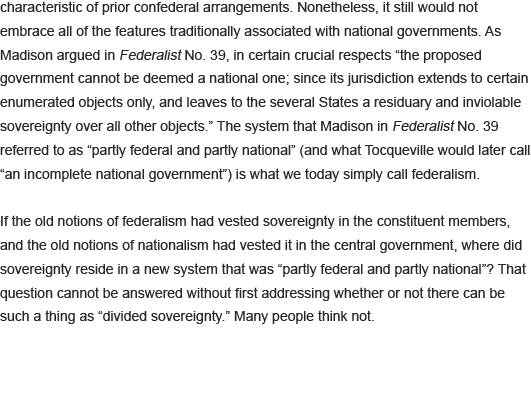 characteristic of prior confederal arrangements. Nonetheless, it still would not
embrace all of the features traditionally associated with national governments. As
Madison argued in Federalist No. 39, in certain crucial respects “the proposed
government cannot be deemed a national one; since its jurisdiction extends to certain
enumerated objects only, and leaves to the several States a residuary and inviolable
sovereignty over all other objects.” The system that Madison in Federalist No. 39
referred to as “partly federal and partly national” (and what Tocqueville would later call
“an incomplete national government”) is what we today simply call federalism.

If the old notions of federalism had vested sovereignty in the constituent members,
and the old notions of nationalism had vested it in the central government, where did
sovereignty reside in a new system that was “partly federal and partly national”? That
question cannot be answered without first addressing whether or not there can be
such a thing as “divided sovereignty.” Many people think not.